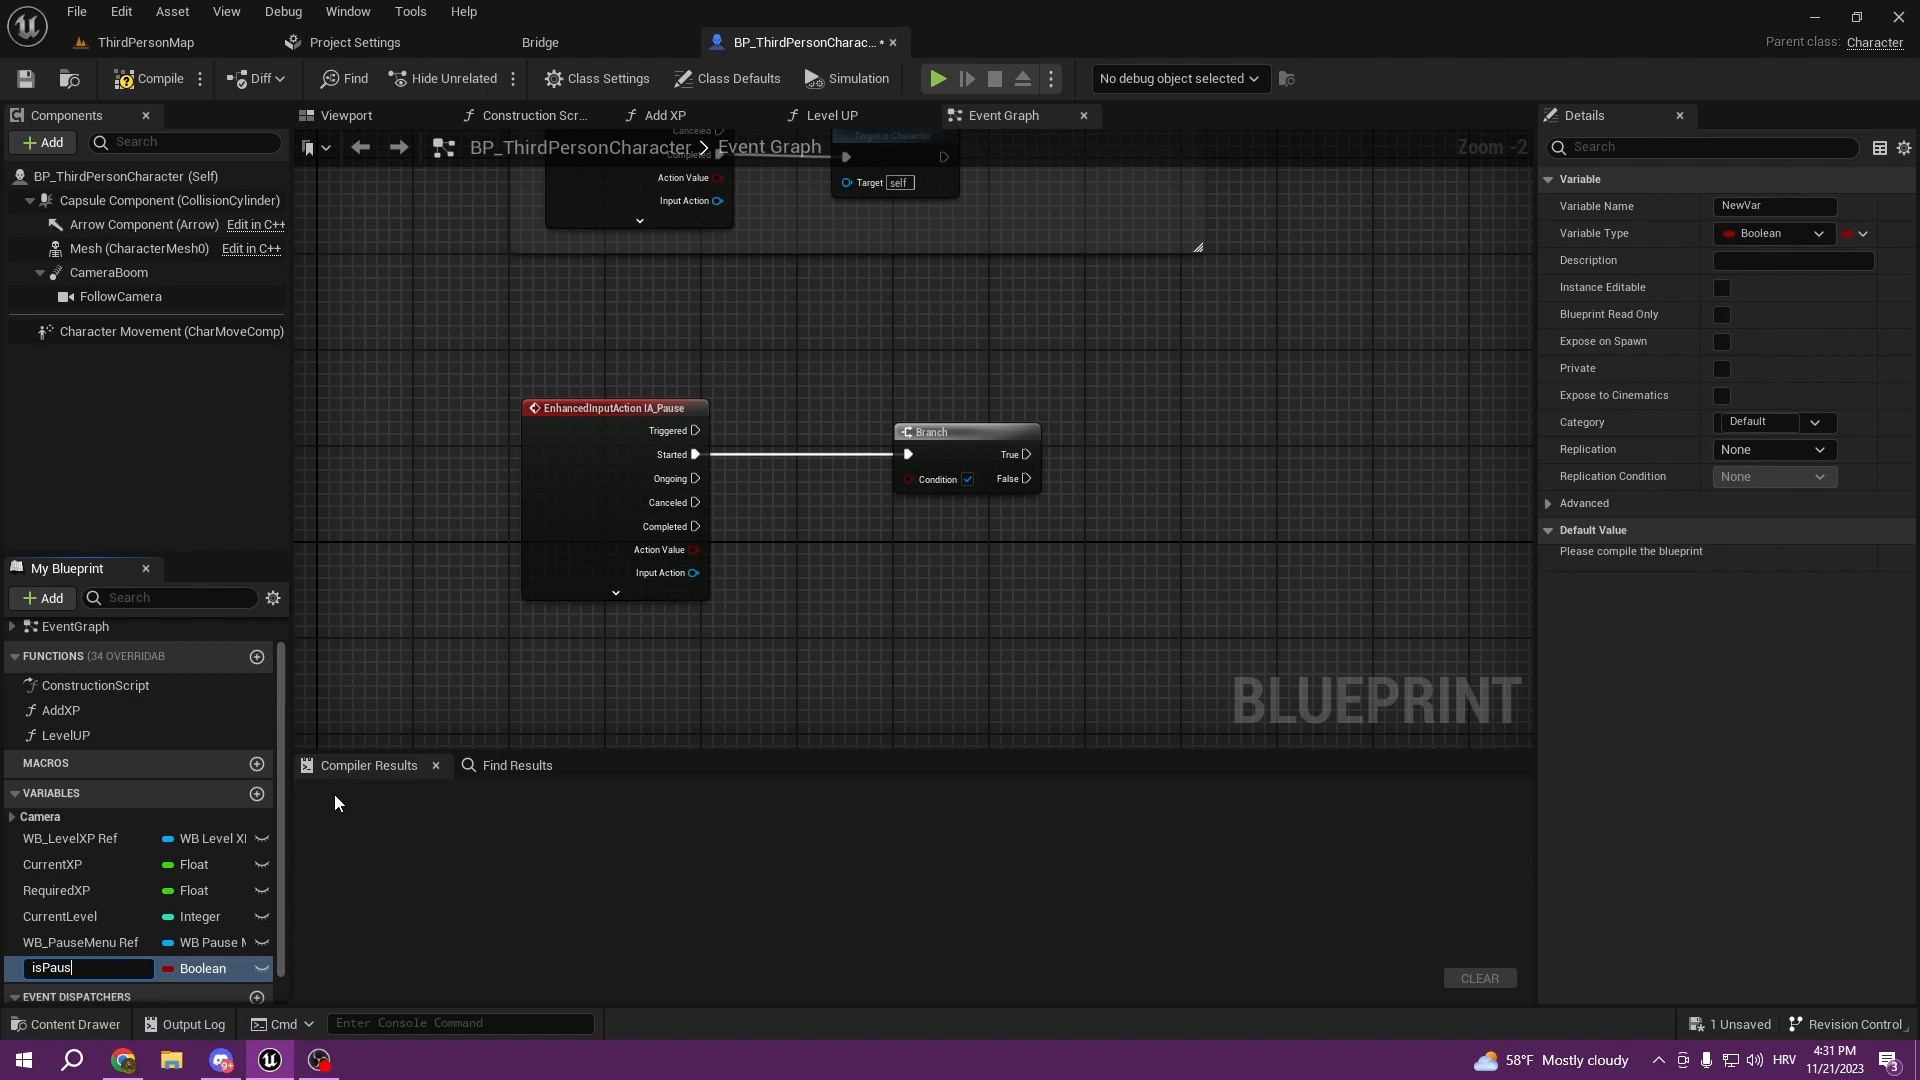 File Edit Asset View Debug Window Tools Help
ThirdPersonMap Project Settings Bridge BP_ThirdPersonCharac... • Parent class: Character
Compile Diff Find Hide Unrelated Class Settings Class Defaults Simulation No debug object selected
Components
Add Search
BP_ThirdPersonCharacter (Self)
Capsule Component (CollisionCylinder)
Arrow Component (Arrow) Edit in C++
Mesh (CharacterMesh0) Edit in C++
CameraBoom
FollowCamera
Character Movement (CharMoveComp)
My Blueprint
Add Search
EventGraph
FUNCTIONS (34 OVERRIDAB
ConstructionScript
AddXP
LevelUP
MACROS
VARIABLES
Camera
WB_LevelXP Ref WB Level XI
CurrentXP Float
RequiredXP Float
CurrentLevel Integer
WB_PauseMenu Ref WB Pause M
isPaus Boolean
EVENT DISPATCHERS
Viewport Construction Scr... Add XP Level UP Event Graph
BP_ThirdPersonCharacter > Event Graph Zoom -2
Canceled
Completed
Action Value
Input Action
Target is Character
Target self
EnhancedInputAction IA_Pause
Triggered
Started
Ongoing
Canceled
Completed
Action Value
Input Action
Branch
True
Condition False
BLUEPRINT
Compiler Results Find Results
CLEAR
Details
Search
Variable
Variable Name NewVar
Variable Type Boolean
Description
Instance Editable
Blueprint Read Only
Expose on Spawn
Private
Expose to Cinematics
Category Default
Replication None
Replication Condition None
Advanced
Default Value
Please compile the blueprint
Content Drawer Output Log Cmd Enter Console Command 1 Unsaved Revision Control
9+ 58°F Mostly cloudy HRV 4:31 PM
11/21/2023 3